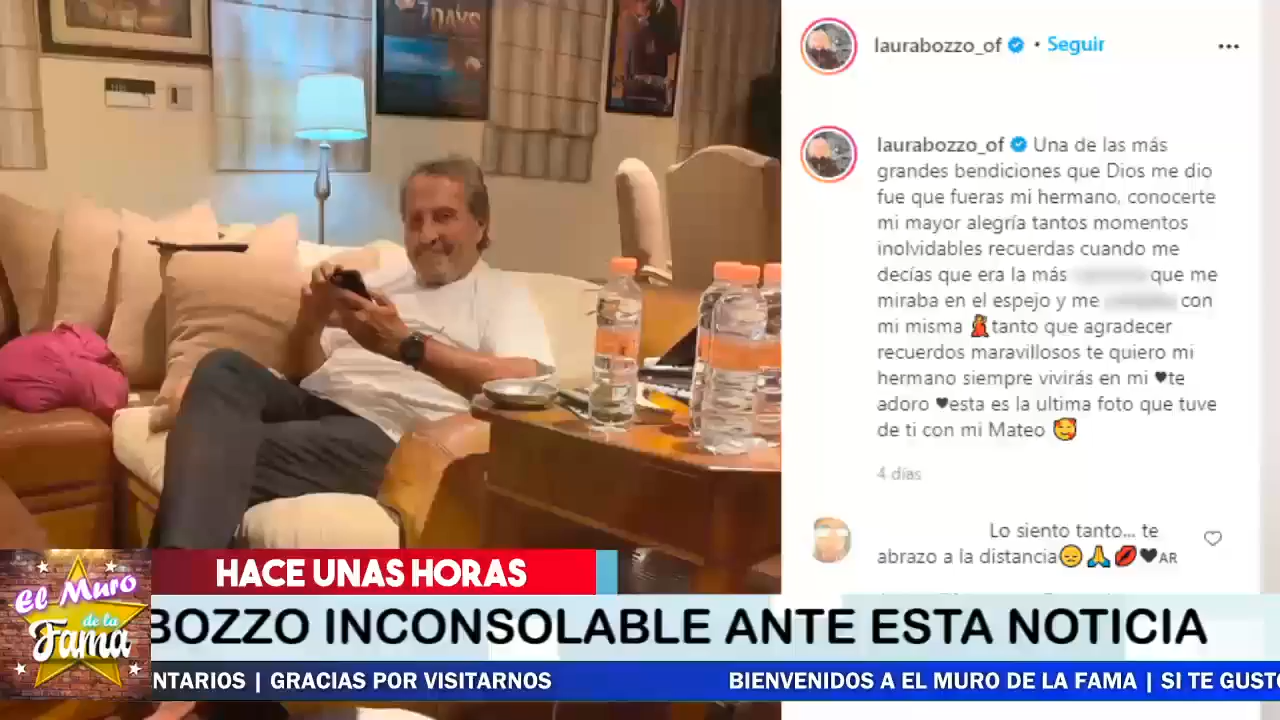 7
DAYS
laurabozzo_of • Seguir
laurabozzo_of Una de las más
grandes bendiciones que Dios me dio
fue que fueras mi hermano, conocerte
mi mayor alegría tantos momentos
inolvidables recuerdas cuando me
decías que era la más que me
miraba en el espejo y me con
mi misma 💃tanto que agradecer
recuerdos maravillosos te quiero mi
hermano siempre vivirás en mi ♥te
adoro ♥esta es la ultima foto que tuve
de ti con mi Mateo 🥰
4 días
Lo siento tanto... te
abrazo a la distancia😔🙏💋🖤AR
HACE UNAS HORAS
BOZZO INCONSOLABLE ANTE ESTA NOTICIA
El Muro
de la
Fama
NTARIOS | GRACIAS POR VISITARNOS
BIENVENIDOS A EL MURO DE LA FAMA | SI TE GUSTO